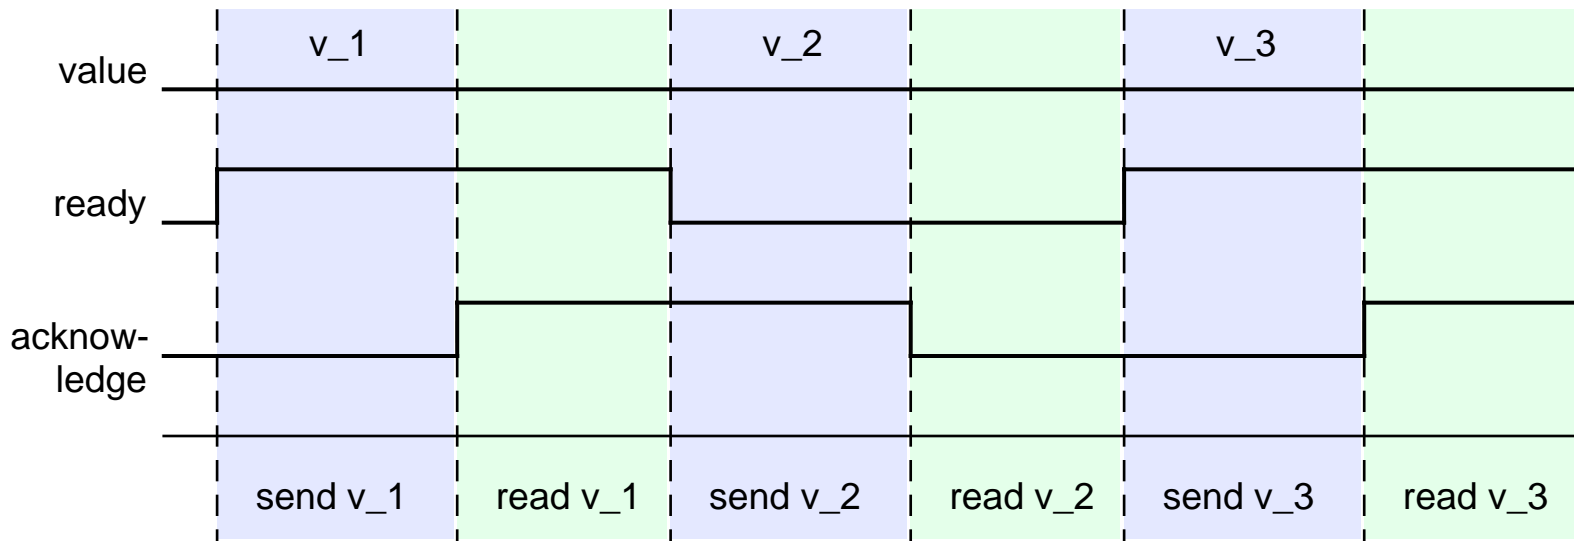 v_1
v_2
v_3
value
ready
acknow-
ledge
send v_1
read v_1
send v_2
read v_2
send v_3
read v_3